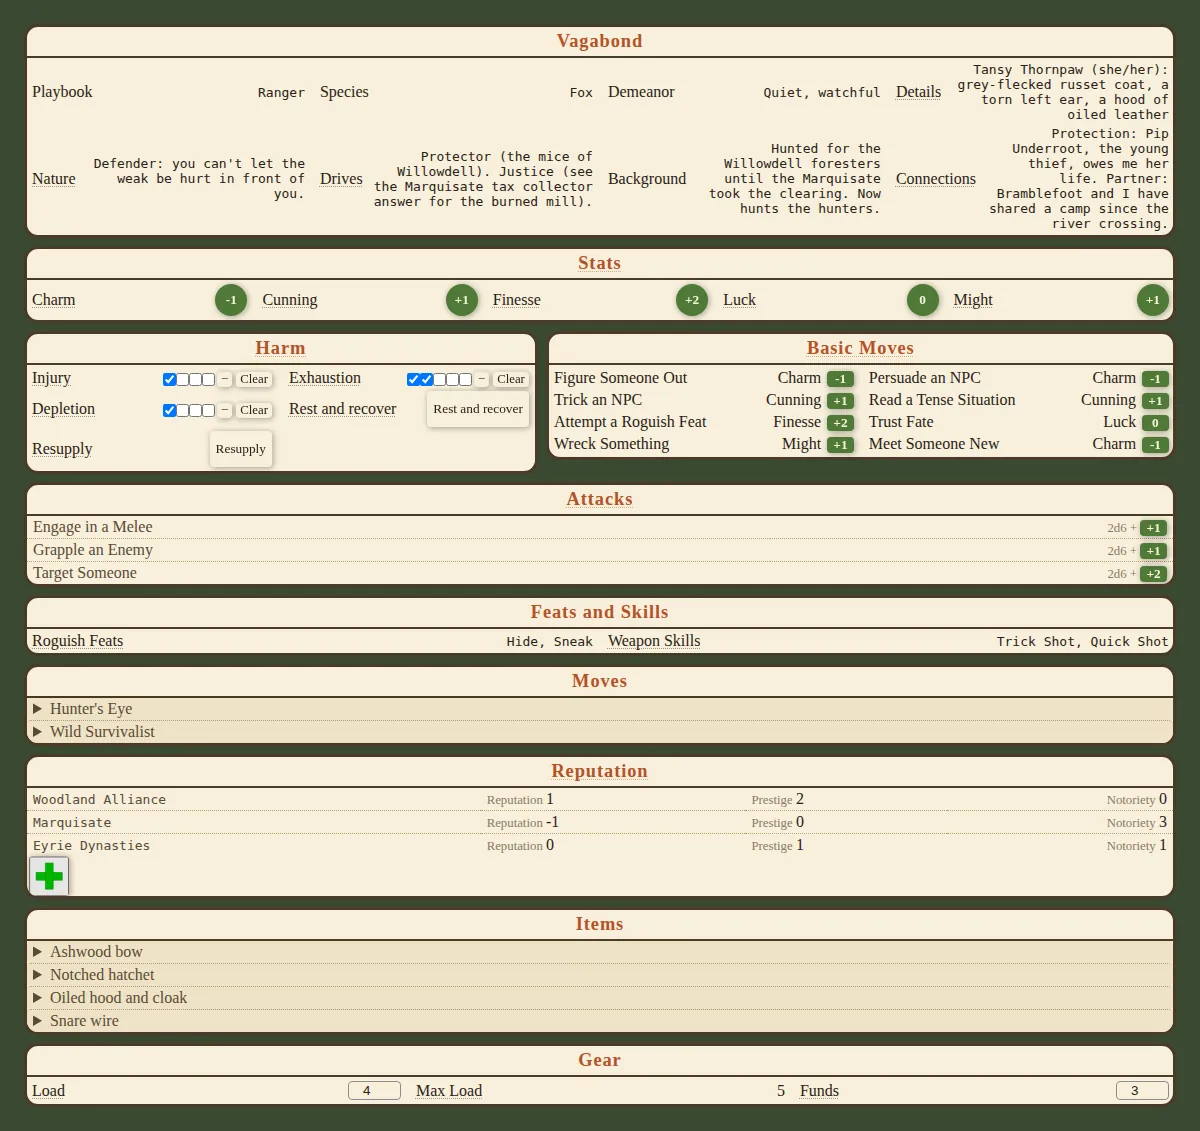 Vagabond
Playbook Ranger Species Fox Demeanor Quiet, watchful Details Tansy Thornpaw (she/her): grey-flecked russet coat, a torn left ear, a hood of oiled leather
Nature Defender: you can't let the weak be hurt in front of you. Drives Protector (the mice of Willowdell). Justice (see the Marquisate tax collector answer for the burned mill). Background Hunted for the Willowdell foresters until the Marquisate took the clearing. Now hunts the hunters. Connections Protection: Pip Underroot, the young thief, owes me her life. Partner: Bramblefoot and I have shared a camp since the river crossing.
Stats
Charm -1 Cunning +1 Finesse +2 Luck 0 Might +1
Harm
Injury − Clear Exhaustion − Clear
Depletion − Clear Rest and recover Rest and recover
Resupply Resupply
Basic Moves
Figure Someone Out Charm -1 Persuade an NPC Charm -1
Trick an NPC Cunning +1 Read a Tense Situation Cunning +1
Attempt a Roguish Feat Finesse +2 Trust Fate Luck 0
Wreck Something Might +1 Meet Someone New Charm -1
Attacks
Engage in a Melee 2d6 + +1
Grapple an Enemy 2d6 + +1
Target Someone 2d6 + +2
Feats and Skills
Roguish Feats Hide, Sneak Weapon Skills Trick Shot, Quick Shot
Moves
Hunter's Eye
Wild Survivalist
Reputation
Woodland Alliance Reputation 1 Prestige 2 Notoriety 0
Marquisate Reputation -1 Prestige 0 Notoriety 3
Eyrie Dynasties Reputation 0 Prestige 1 Notoriety 1
Items
Ashwood bow
Notched hatchet
Oiled hood and cloak
Snare wire
Gear
Load 4 Max Load 5 Funds 3